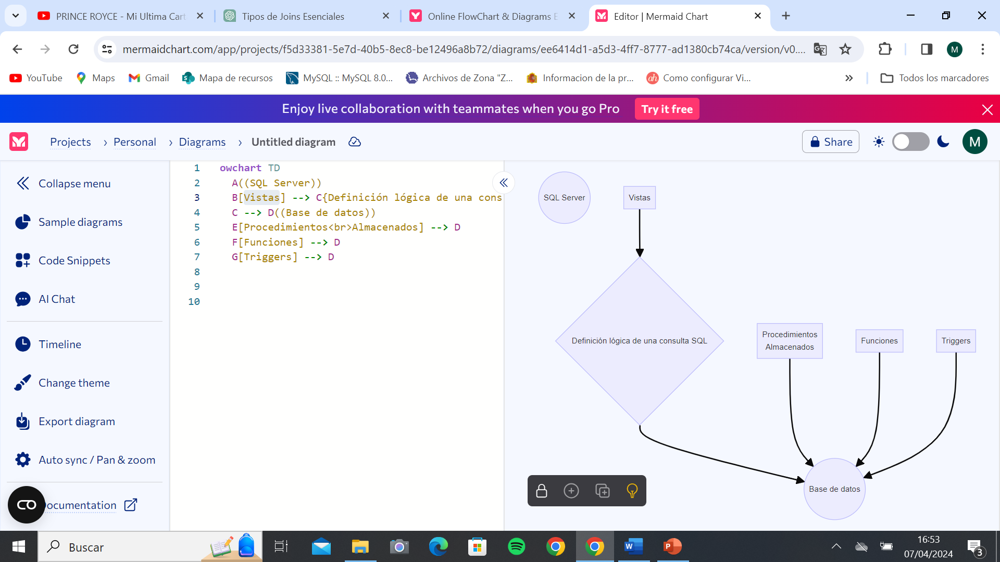 PRINCE ROYCE - Mi Ultima Cart
Tipos de Joins Esenciales
Online FlowChart & Diagrams E
Editor | Mermaid Chart
mermaidchart.com/app/projects/f5d33381-5e7d-40b5-8ec8-be12496a8b72/diagrams/ee6414d1-a5d3-4ff7-8777-ad1380cb74ca/version/v0....
M
YouTube
Maps
Gmail
Mapa de recursos
MySQL :: MySQL 8.0...
Archivos de Zona "Z...
ah
Informacion de la pr...
Como configurar Vi...
Todos los marcadores
Enjoy live collaboration with teammates when you go Pro
Try it free
Projects › Personal › Diagrams › Untitled diagram
Share
M
Collapse menu
Sample diagrams
Code Snippets
AI Chat
Timeline
Change theme
Export diagram
Auto sync / Pan & zoom
ocumentation
1 owchart TD
2 A((SQL Server))
3 B[Vistas] --> C{Definición lógica de una cons
4 C --> D((Base de datos))
5 E[Procedimientos<br>Almacenados] --> D
6 F[Funciones] --> D
7 G[Triggers] --> D
8
9
10
SQL Server
Vistas
Definición lógica de una consulta SQL
Procedimientos
Almacenados
Funciones
Triggers
Base de datos
Buscar
W
P
16:53
07/04/2024
3